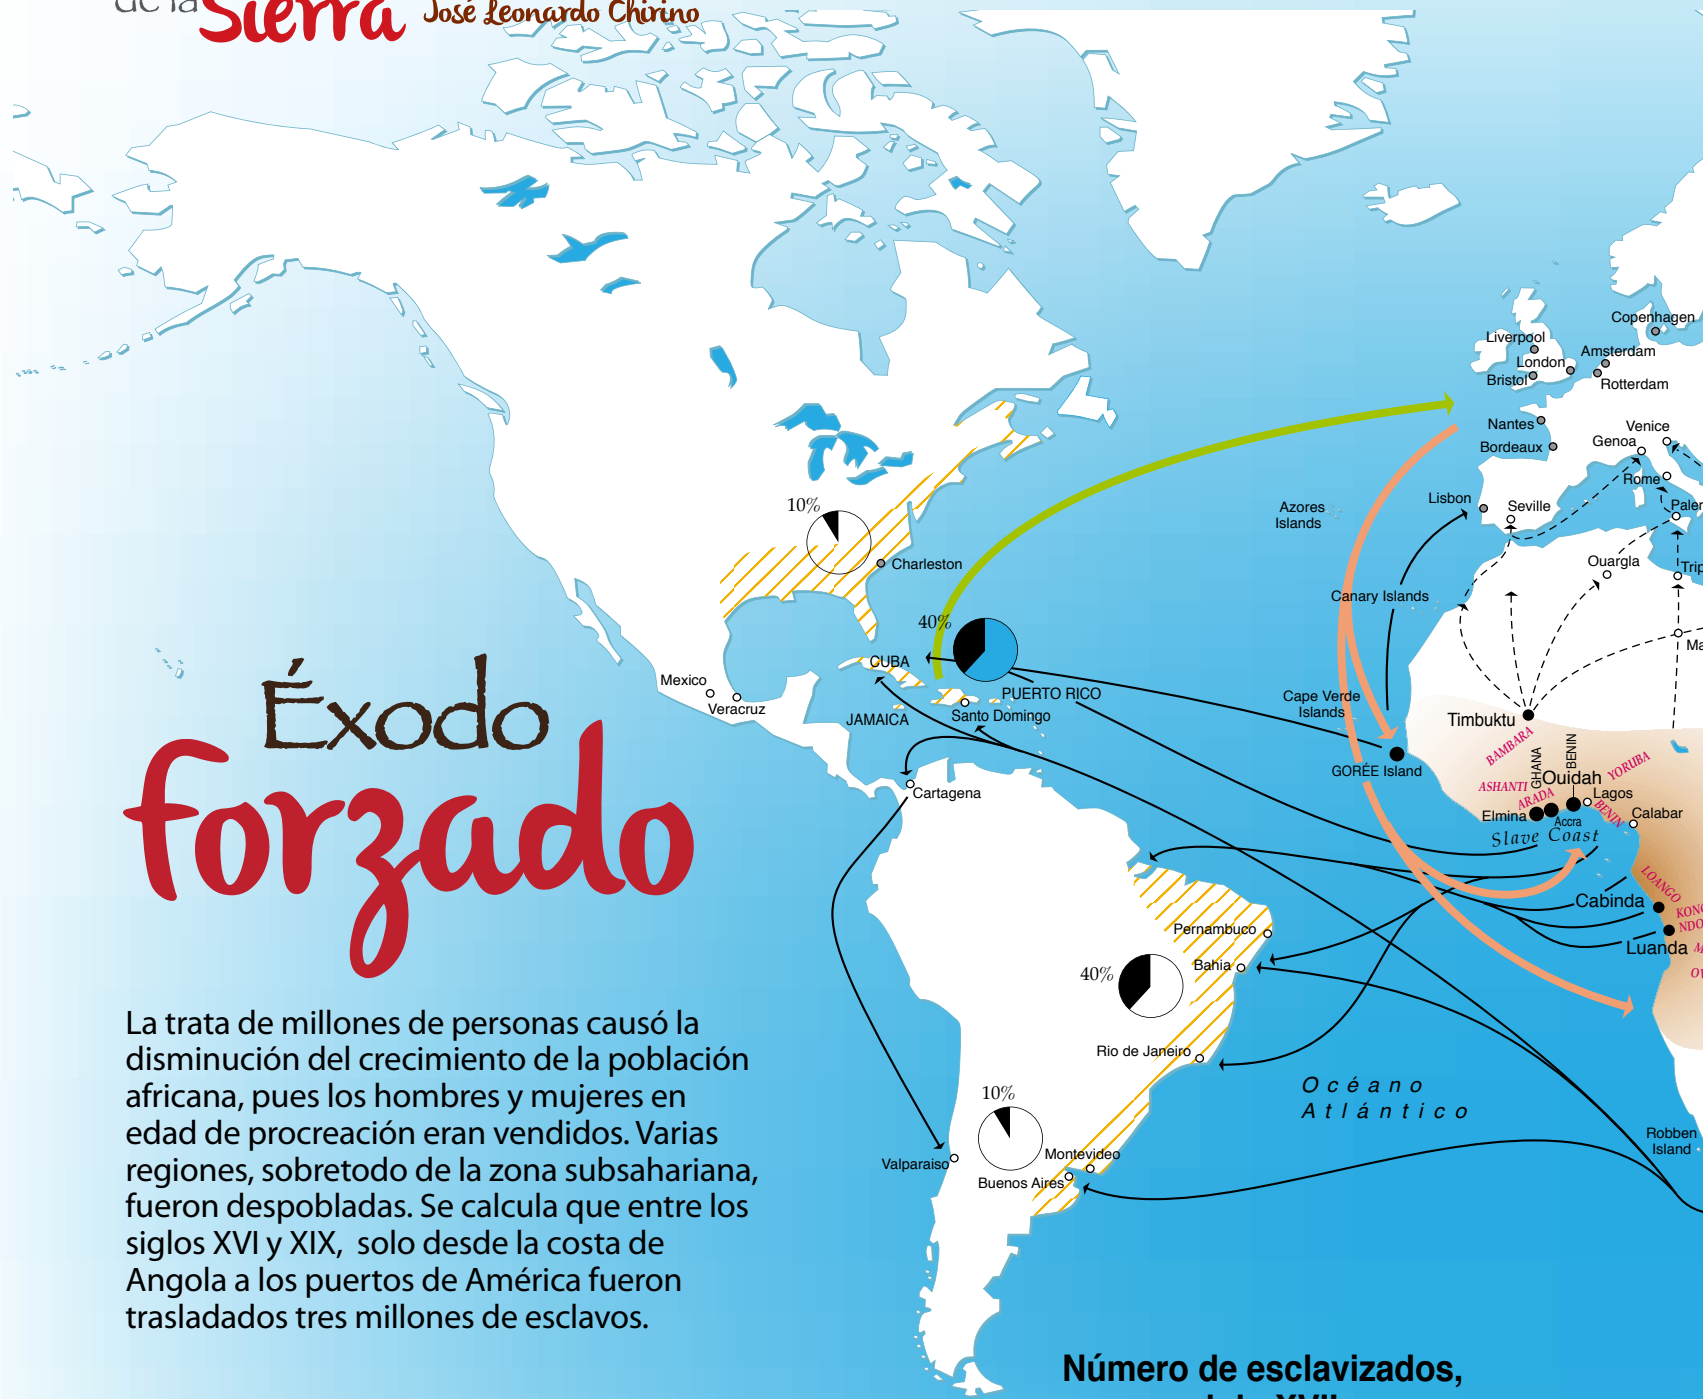 de la Sierra José Leonardo Chirino
Copenhagen
Liverpool
London
Amsterdam
Bristol
Rotterdam
Nantes
Venice
Genoa
Bordeaux
Rome
Lisbon
Seville
Azores
Islands
10%
Charleston
Ouargla
Canary Islands
40%
CUBA
Mexico
Veracruz
PUERTO RICO
JAMAICA
Santo Domingo
Cape Verde
Islands
Timbuktu
BAMBARA
GHANA
BENIN
YORUBA
GORÉE Island
ASHANTI
ARADA
Ouidah
Lagos
BENIN
Elmina
Accra
Calabar
Slave Coast
Cartagena
LOANGO
Cabinda
Luanda
Éxodo
forzado
Pernambuco
Bahia
40%
Rio de Janeiro
10%
Océano
Atlántico
Valparaiso
Montevideo
Buenos Aires
Robben
Island
La trata de millones de personas causó la
disminución del crecimiento de la población
africana, pues los hombres y mujeres en
edad de procreación eran vendidos. Varias
regiones, sobretodo de la zona subsahariana,
fueron despobladas. Se calcula que entre los
siglos XVI y XIX, solo desde la costa de
Angola a los puertos de América fueron
trasladados tres millones de esclavos.
Número de esclavizados,